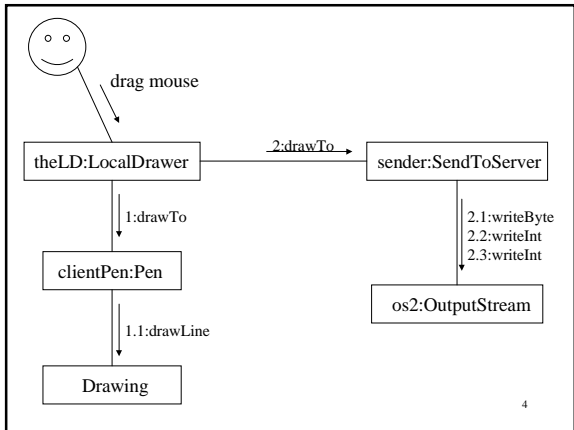 drag mouse
theLD:LocalDrawer
2:drawTo
sender:SendToServer
1:drawTo
2.1:writeByte
2.2:writeInt
2.3:writeInt
clientPen:Pen
os2:OutputStream
1.1:drawLine
Drawing
4